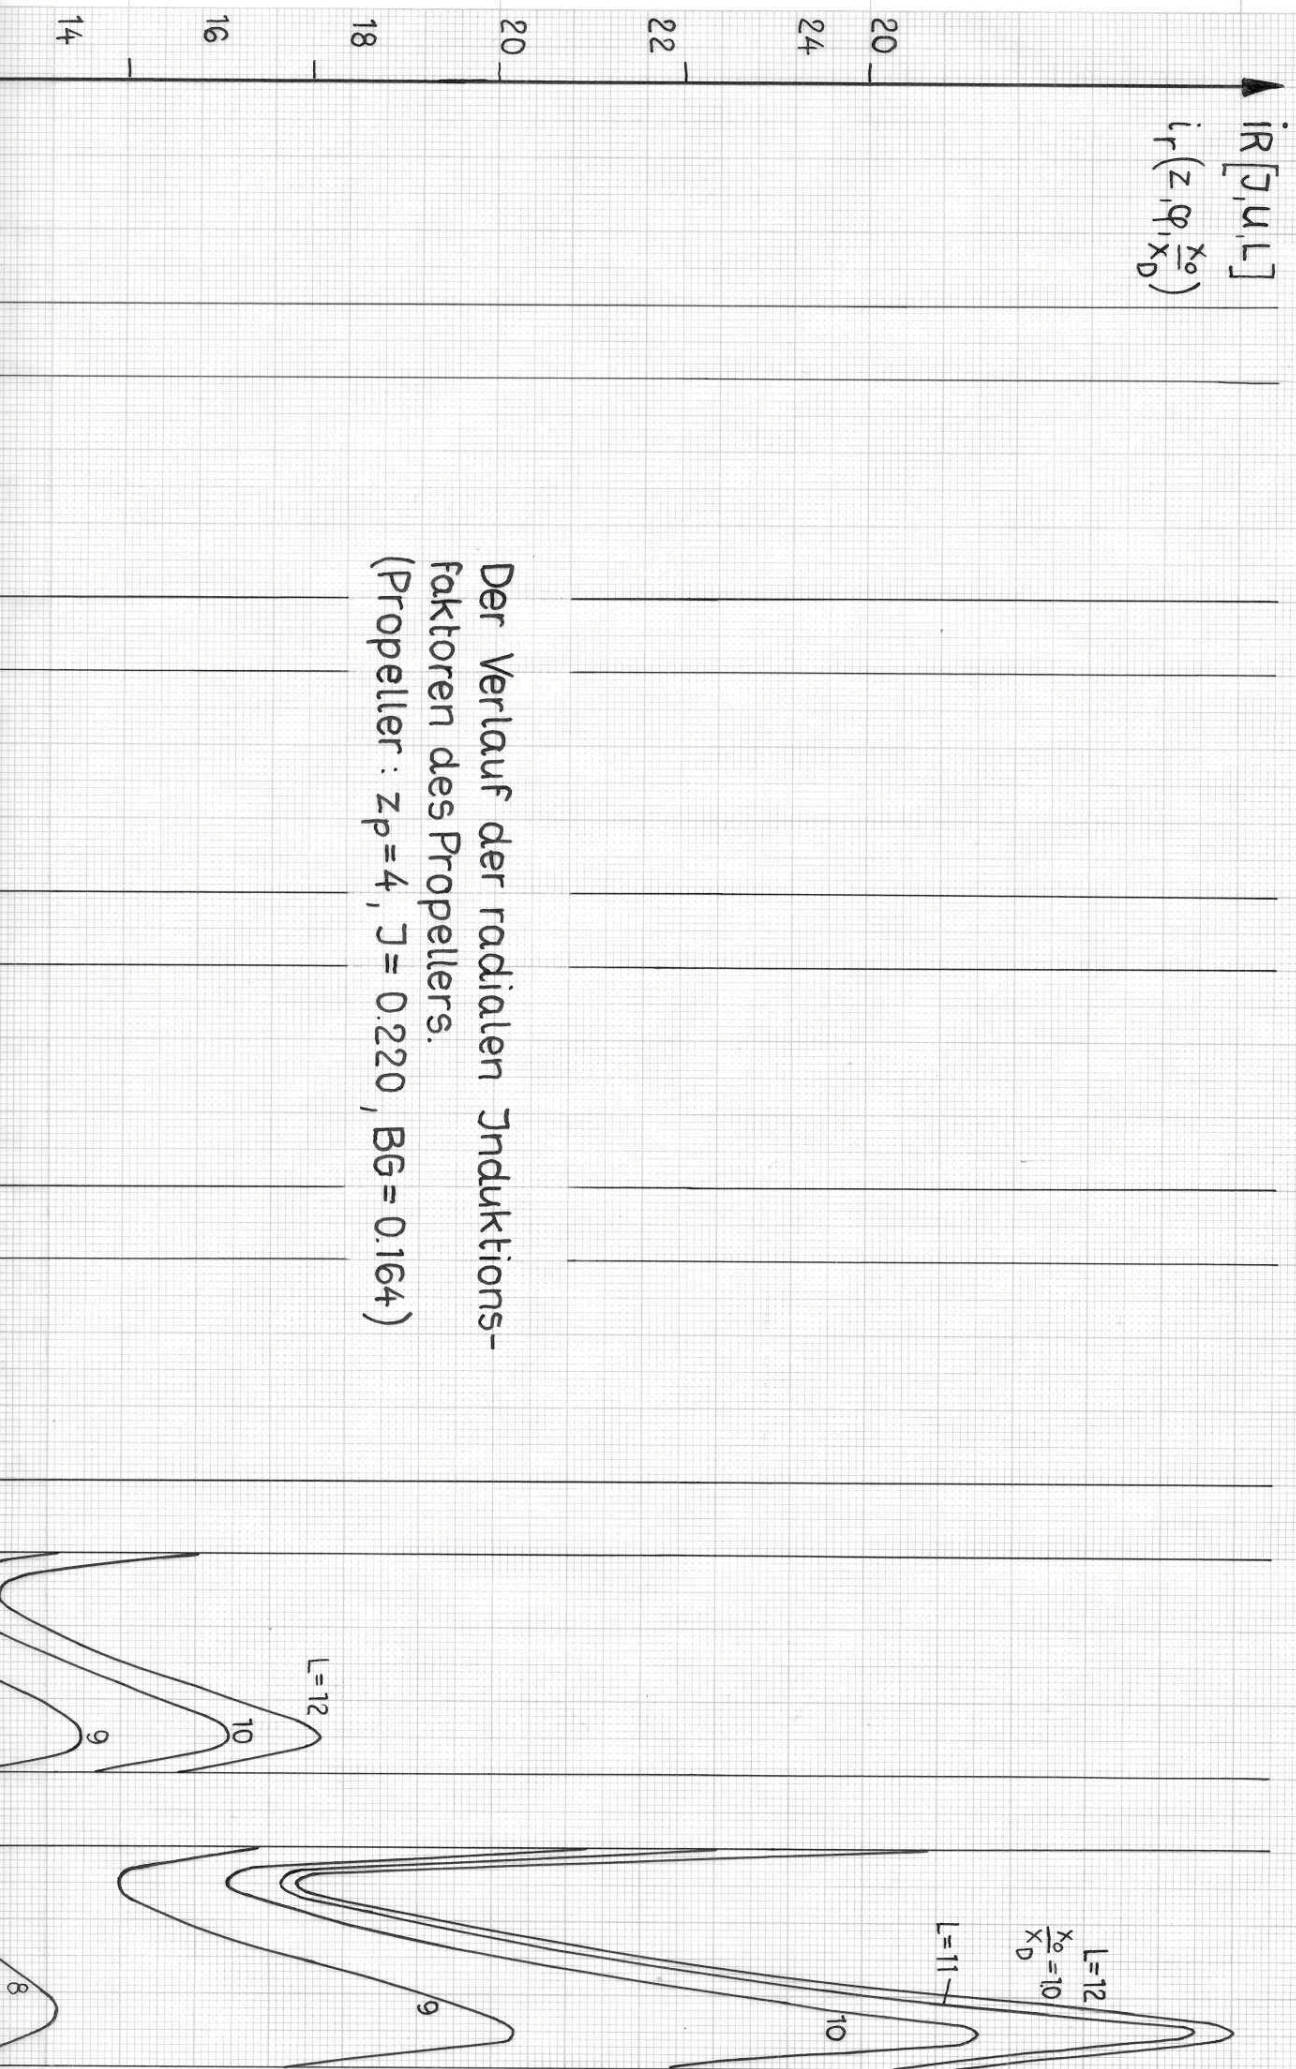 iR[J,U,L]
i_r(z,φ,x₀/x_D)
20
24
22
20
18
16
14
Der Verlauf der radialen Induktions-
faktoren des Propellers.
(Propeller: z_p=4, J=0.220, BG=0.164)
L=12
10
9
L=12
x₀/x_D=1.0
L=11
10
9
8